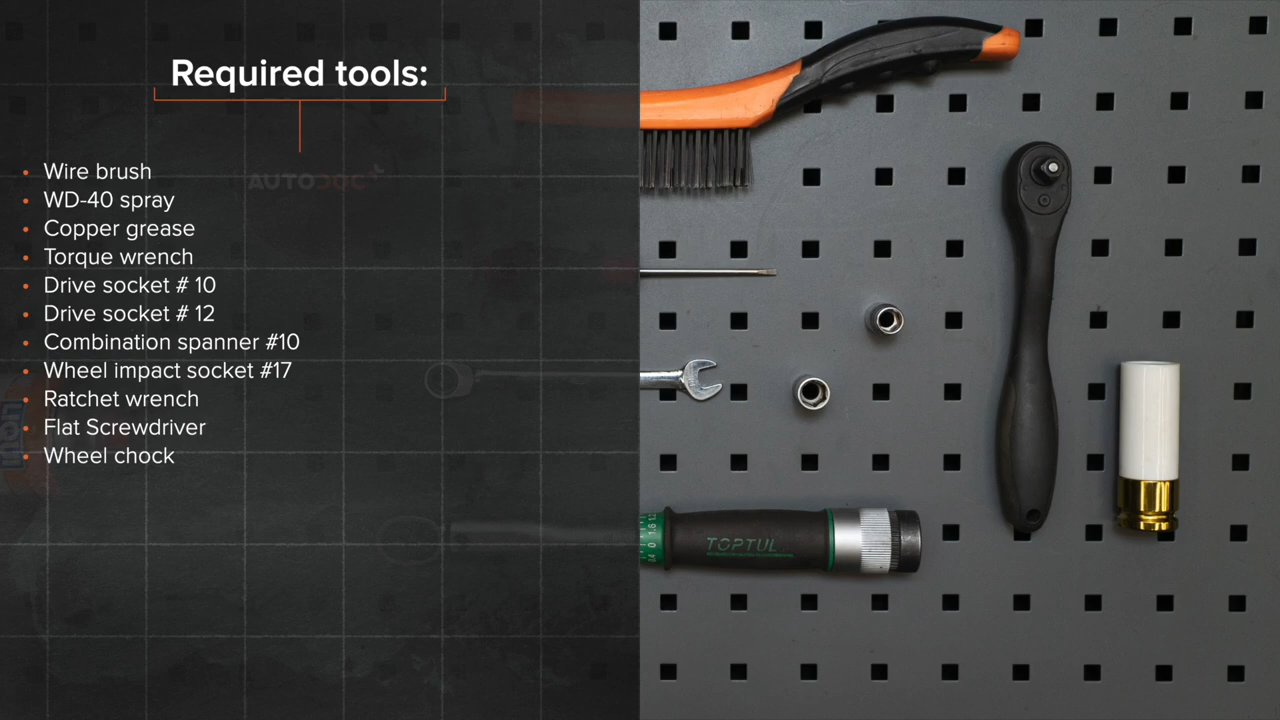 Required tools:
AUTODOC
• Wire brush
• WD-40 spray
• Copper grease
• Torque wrench
• Drive socket # 10
• Drive socket # 12
• Combination spanner #10
• Wheel impact socket #17
• Ratchet wrench
• Flat Screwdriver
• Wheel chock
TOPTUL